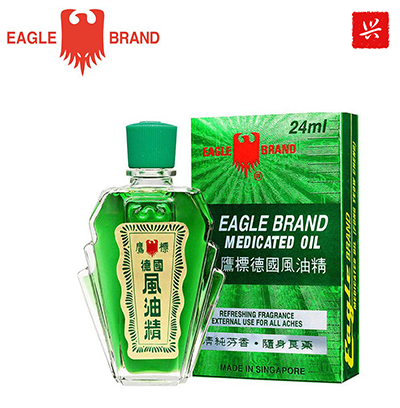 EAGLE BRAND
兴
24ml
EAGLE BRAND
®
EAGLE BRAND
MEDICATED OIL
鷹標德國風油精
REFRESHING FRAGRANCE
EXTERNAL USE FOR ALL ACHES
清純芬香・隨身良藥
MADE IN SINGAPORE
鷹標
德國
風油精